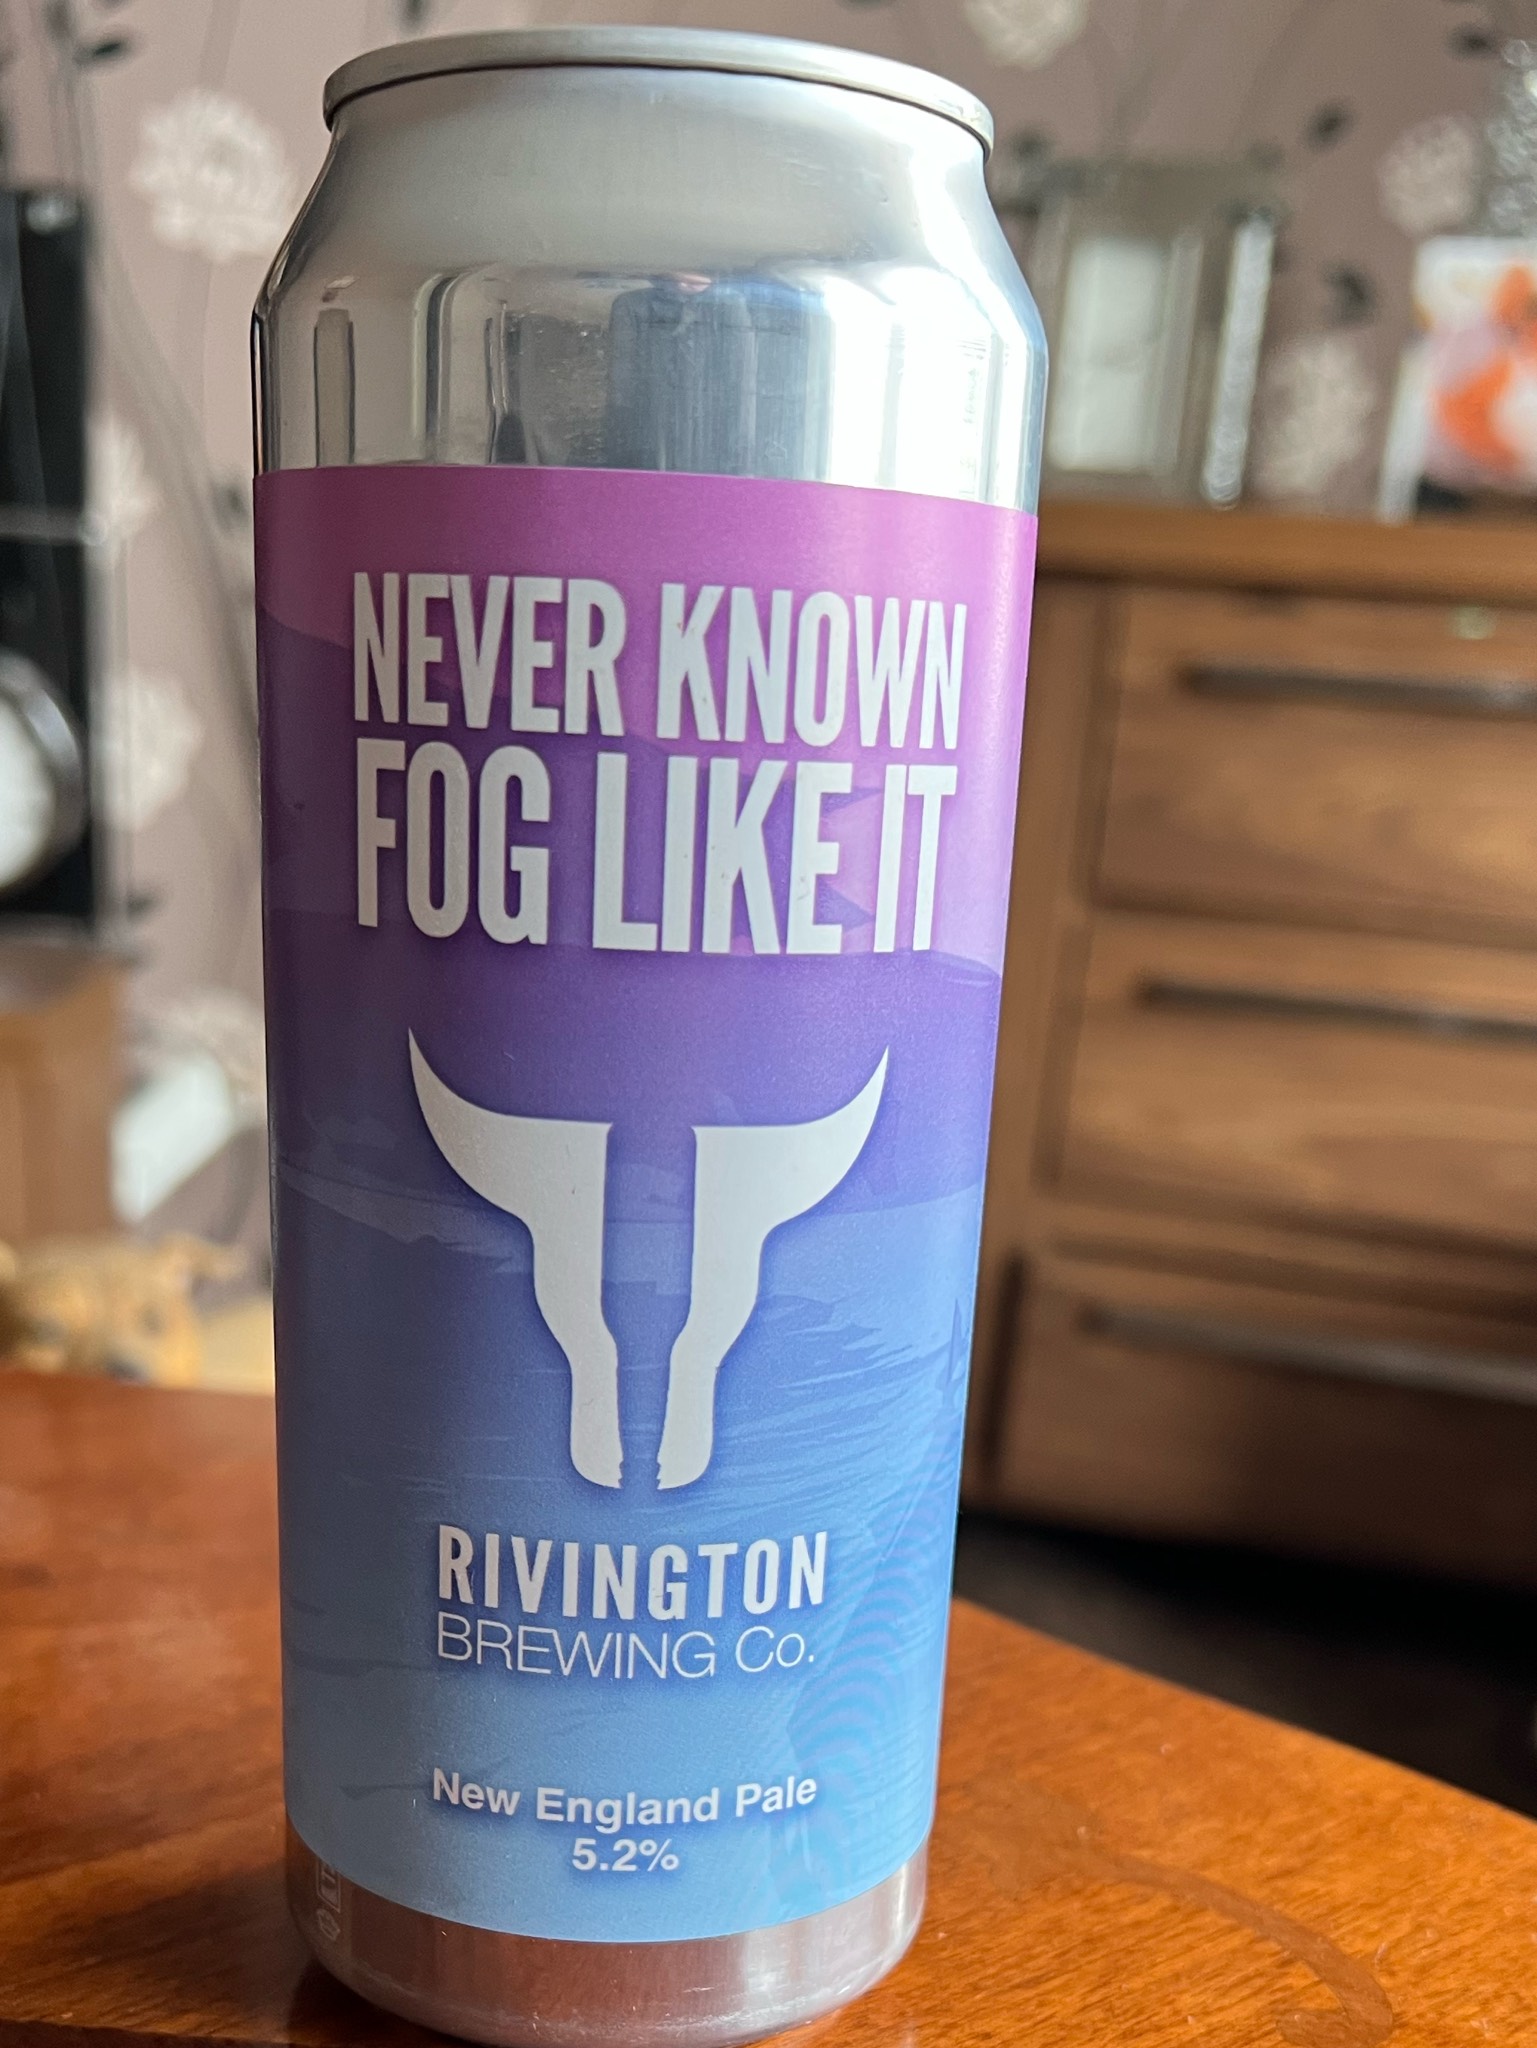 NEVER KNOWN
FOG LIKE IT
RIVINGTON
BREWING Co.
New England Pale
5.2%